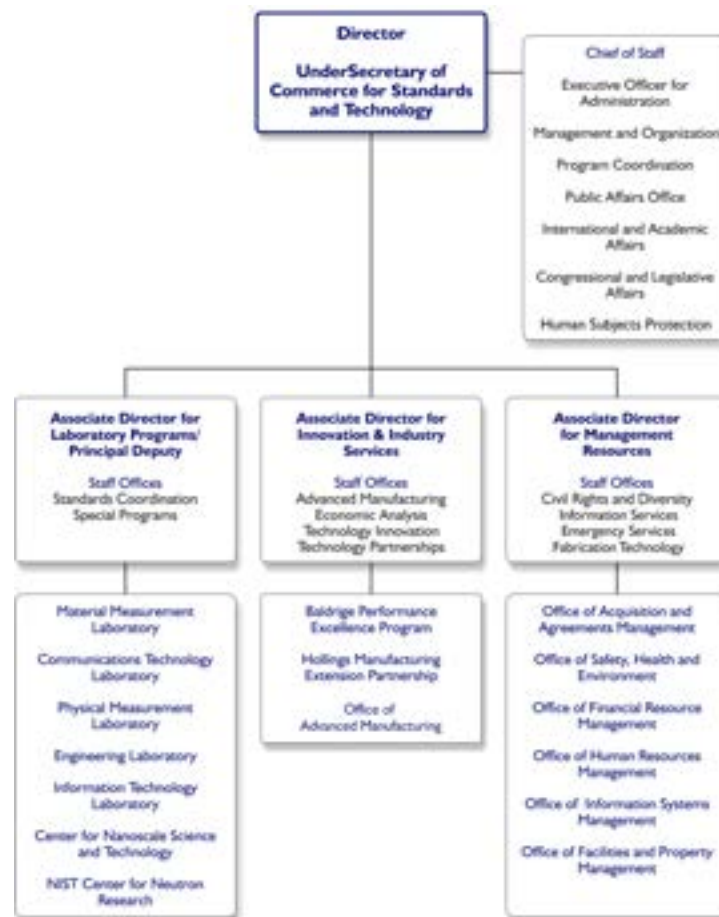 Director
UnderSecretary of
Commerce for Standards
and Technology
Chief of Staff
Executive Officer for
Administration
Management and Organization
Program Coordination
Public Affairs Office
International and Academic
Affairs
Congressional and Legislative
Affairs
Human Subjects Protection
Associate Director for
Laboratory Programs/
Principal Deputy
Staff Offices
Standards Coordination
Special Programs
Associate Director for
Innovation & Industry
Services
Staff Offices
Advanced Manufacturing
Economic Analysis
Technology Innovation
Technology Partnerships
Associate Director
for Management
Resources
Staff Offices
Civil Rights and Diversity
Information Services
Emergency Services
Fabrication Technology
Material Measurement
Laboratory
Communications Technology
Laboratory
Physical Measurement
Laboratory
Engineering Laboratory
Information Technology
Laboratory
Center for Nanoscale Science
and Technology
NIST Center for Neutron
Research
Baldrige Performance
Excellence Program
Hollings Manufacturing
Extension Partnership
Office of
Advanced Manufacturing
Office of Acquisition and
Agreements Management
Office of Safety, Health and
Environment
Office of Financial Resource
Management
Office of Human Resources
Management
Office of Information Systems
Management
Office of Facilities and Property
Management